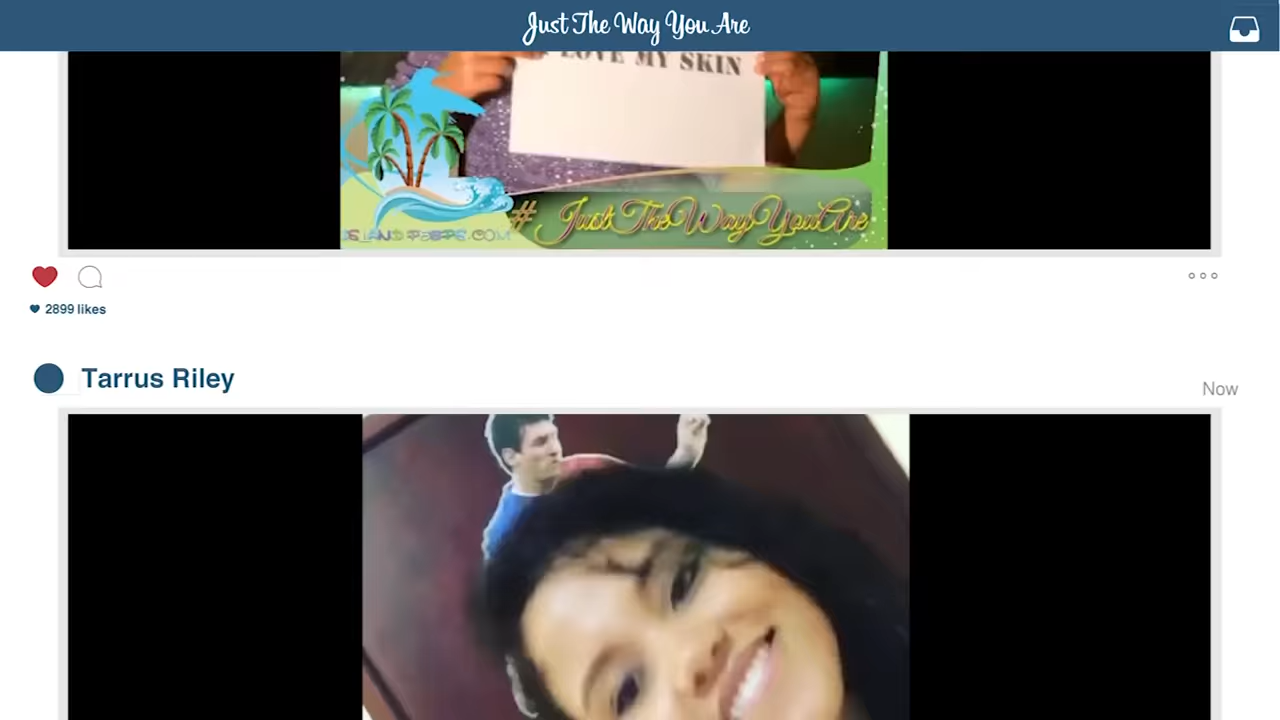 Just The Way You Are
LOVE MY SKIN
# JustTheWayYouAre
2899 likes
Tarrus Riley
Now